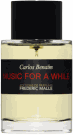 Carlos Benaïm
MUSIC FOR A WHILE
FREDERIC MALLE